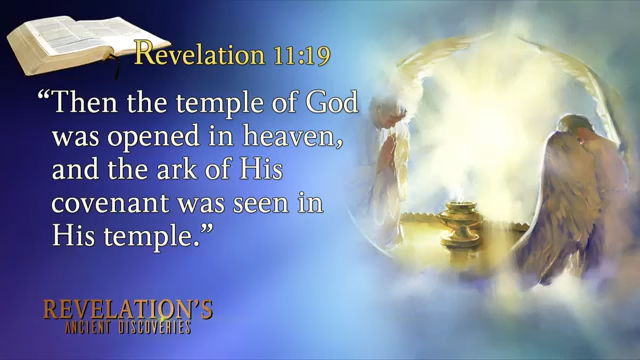 Revelation 11:19
“Then the temple of God
was opened in heaven,
and the ark of His
covenant was seen in
His temple.”
REVELATION'S
ANCIENT DISCOVERIES